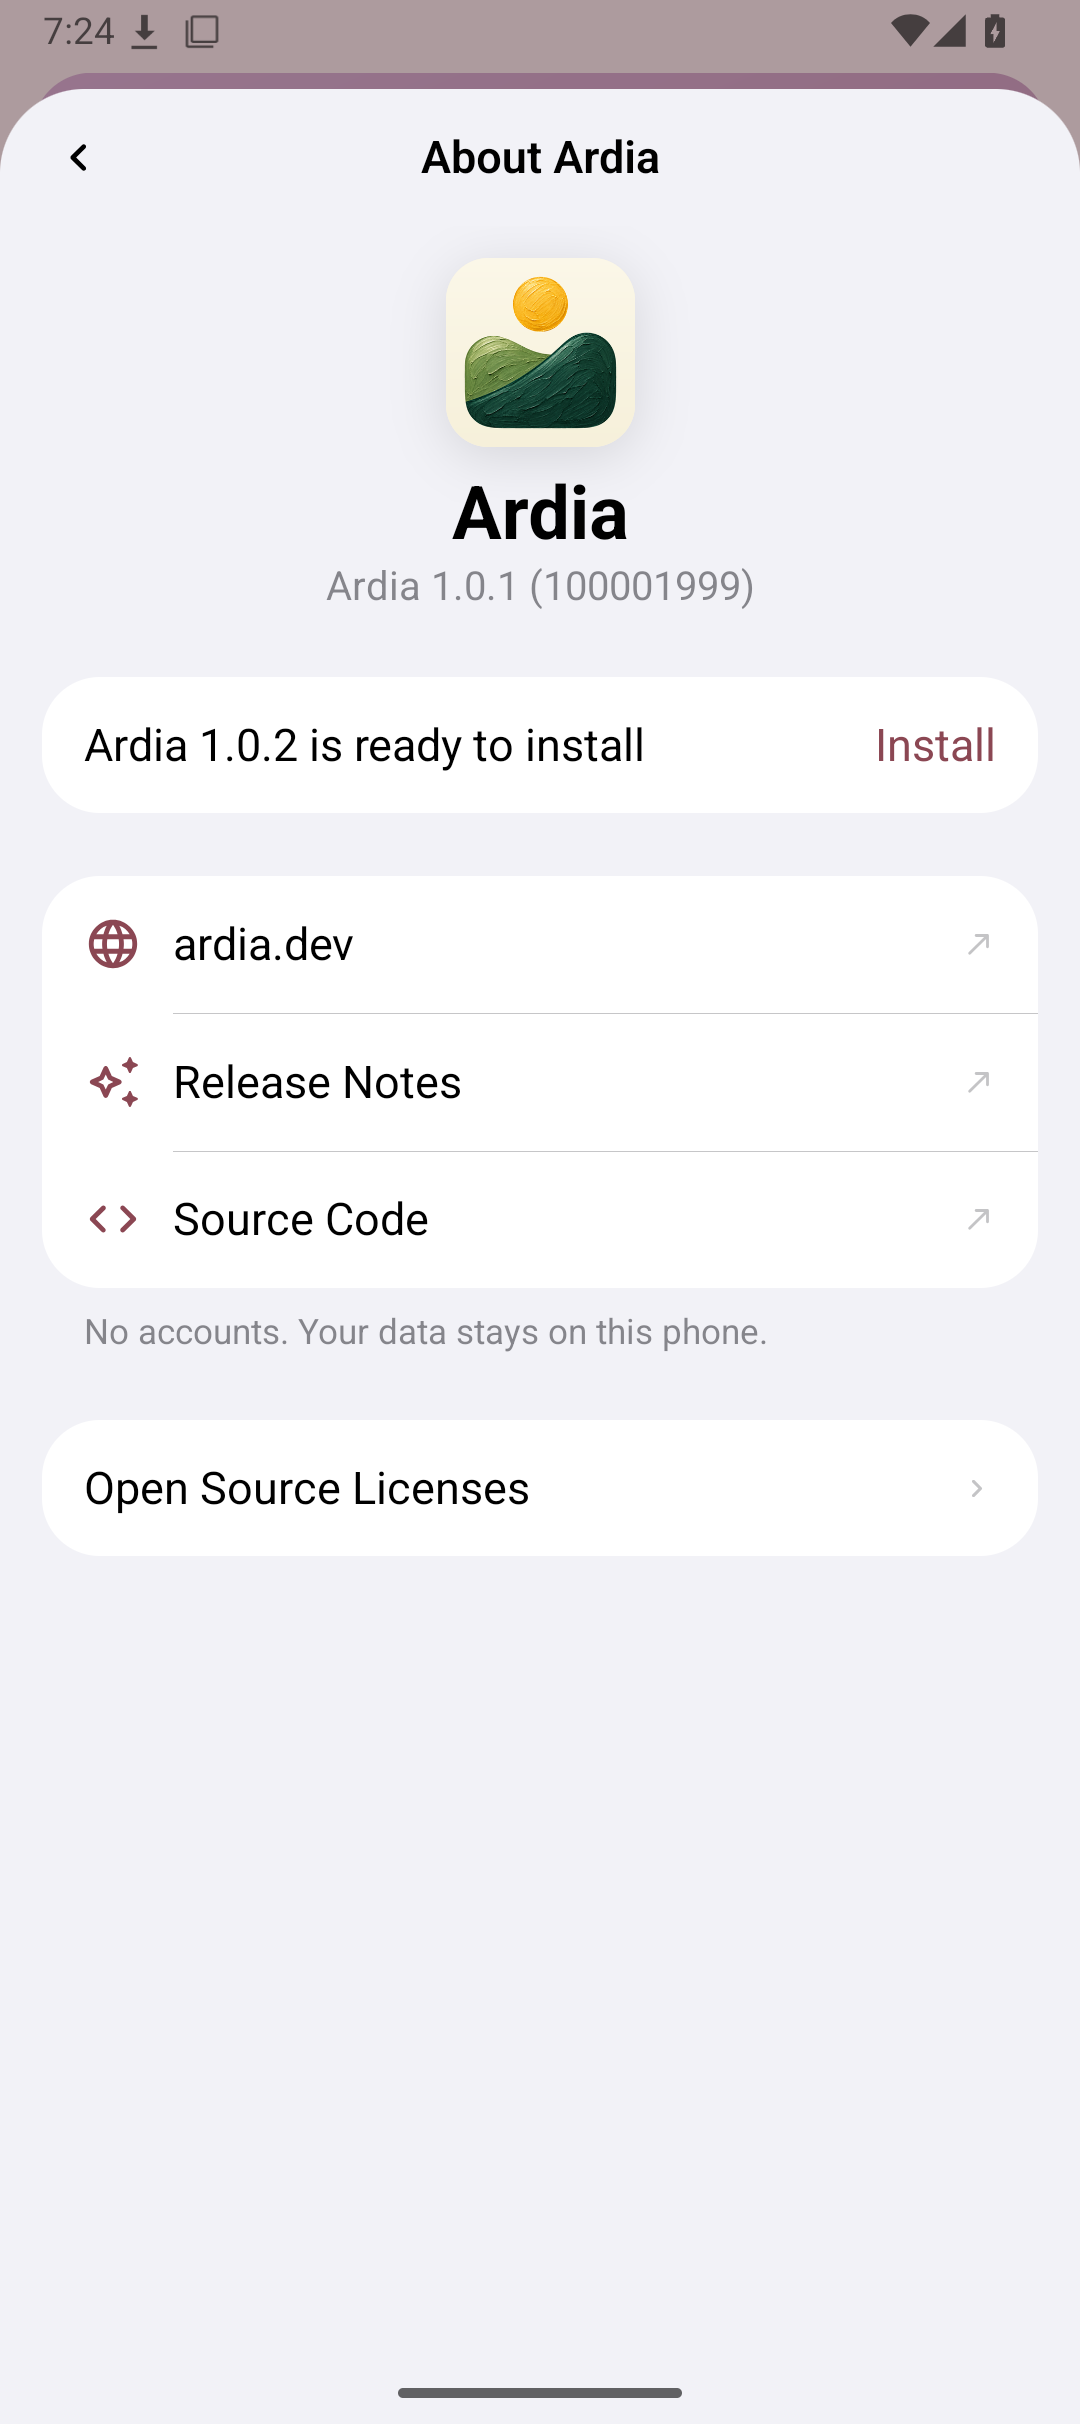 7:24
About Ardia
Ardia
Ardia 1.0.1 (100001999)
Ardia 1.0.2 is ready to install Install
ardia.dev
Release Notes
Source Code
No accounts. Your data stays on this phone.
Open Source Licenses